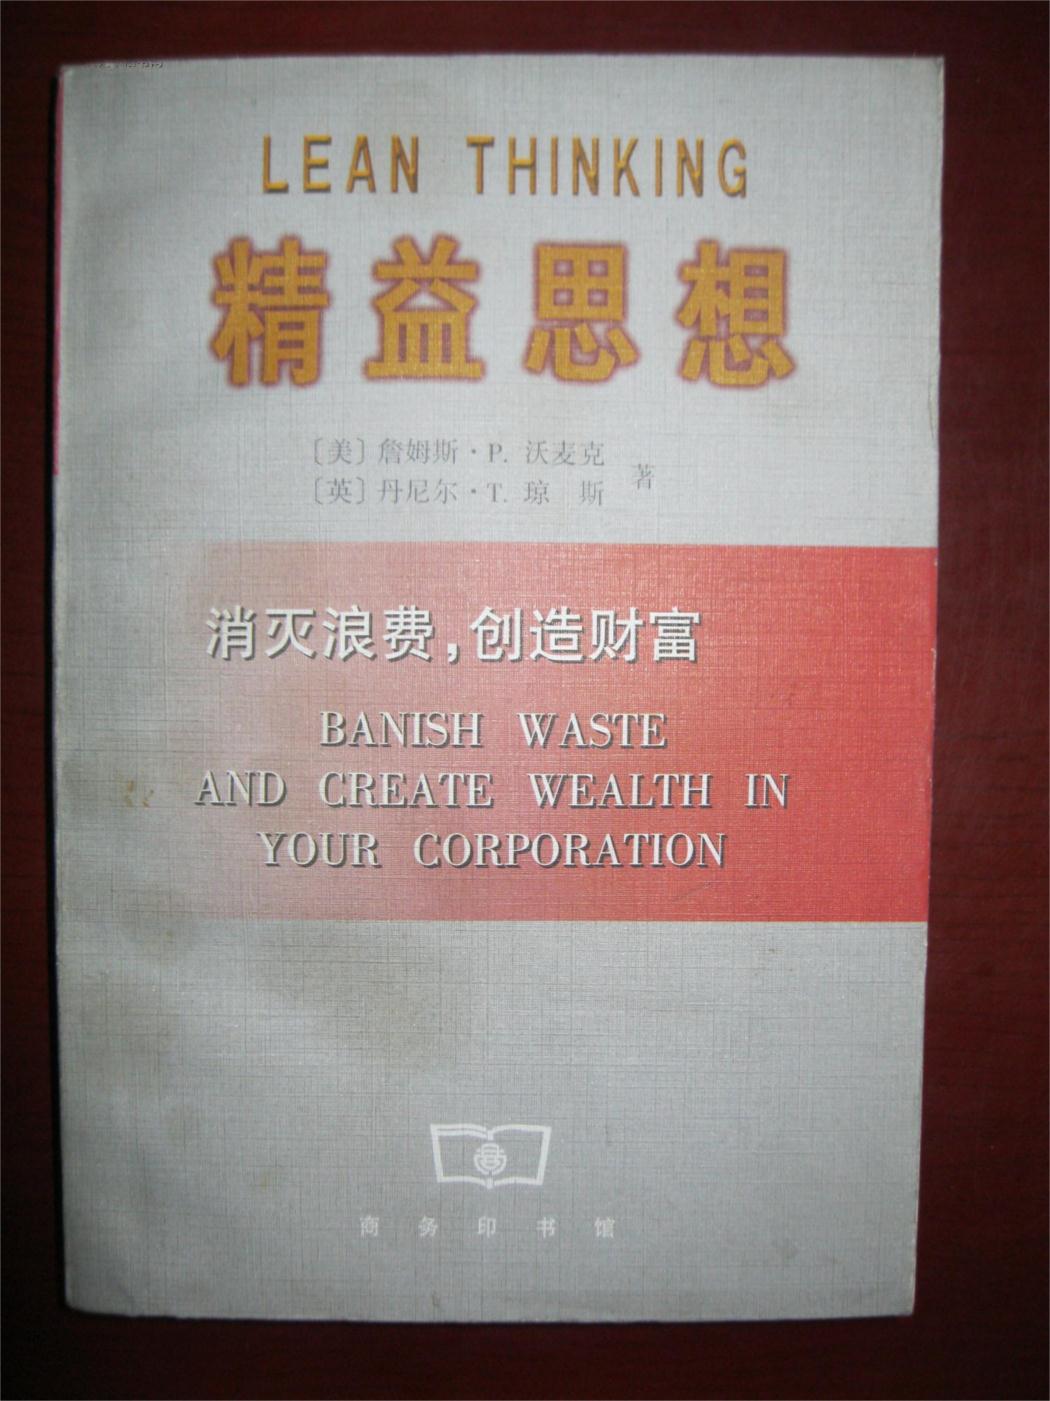 LEAN THINKING
精益思想
〔美〕詹姆斯·P. 沃麦克
〔英〕丹尼尔·T. 琼 斯
著
消灭浪费,创造财富
BANISH WASTE
AND CREATE WEALTH IN
YOUR CORPORATION
商务印书馆